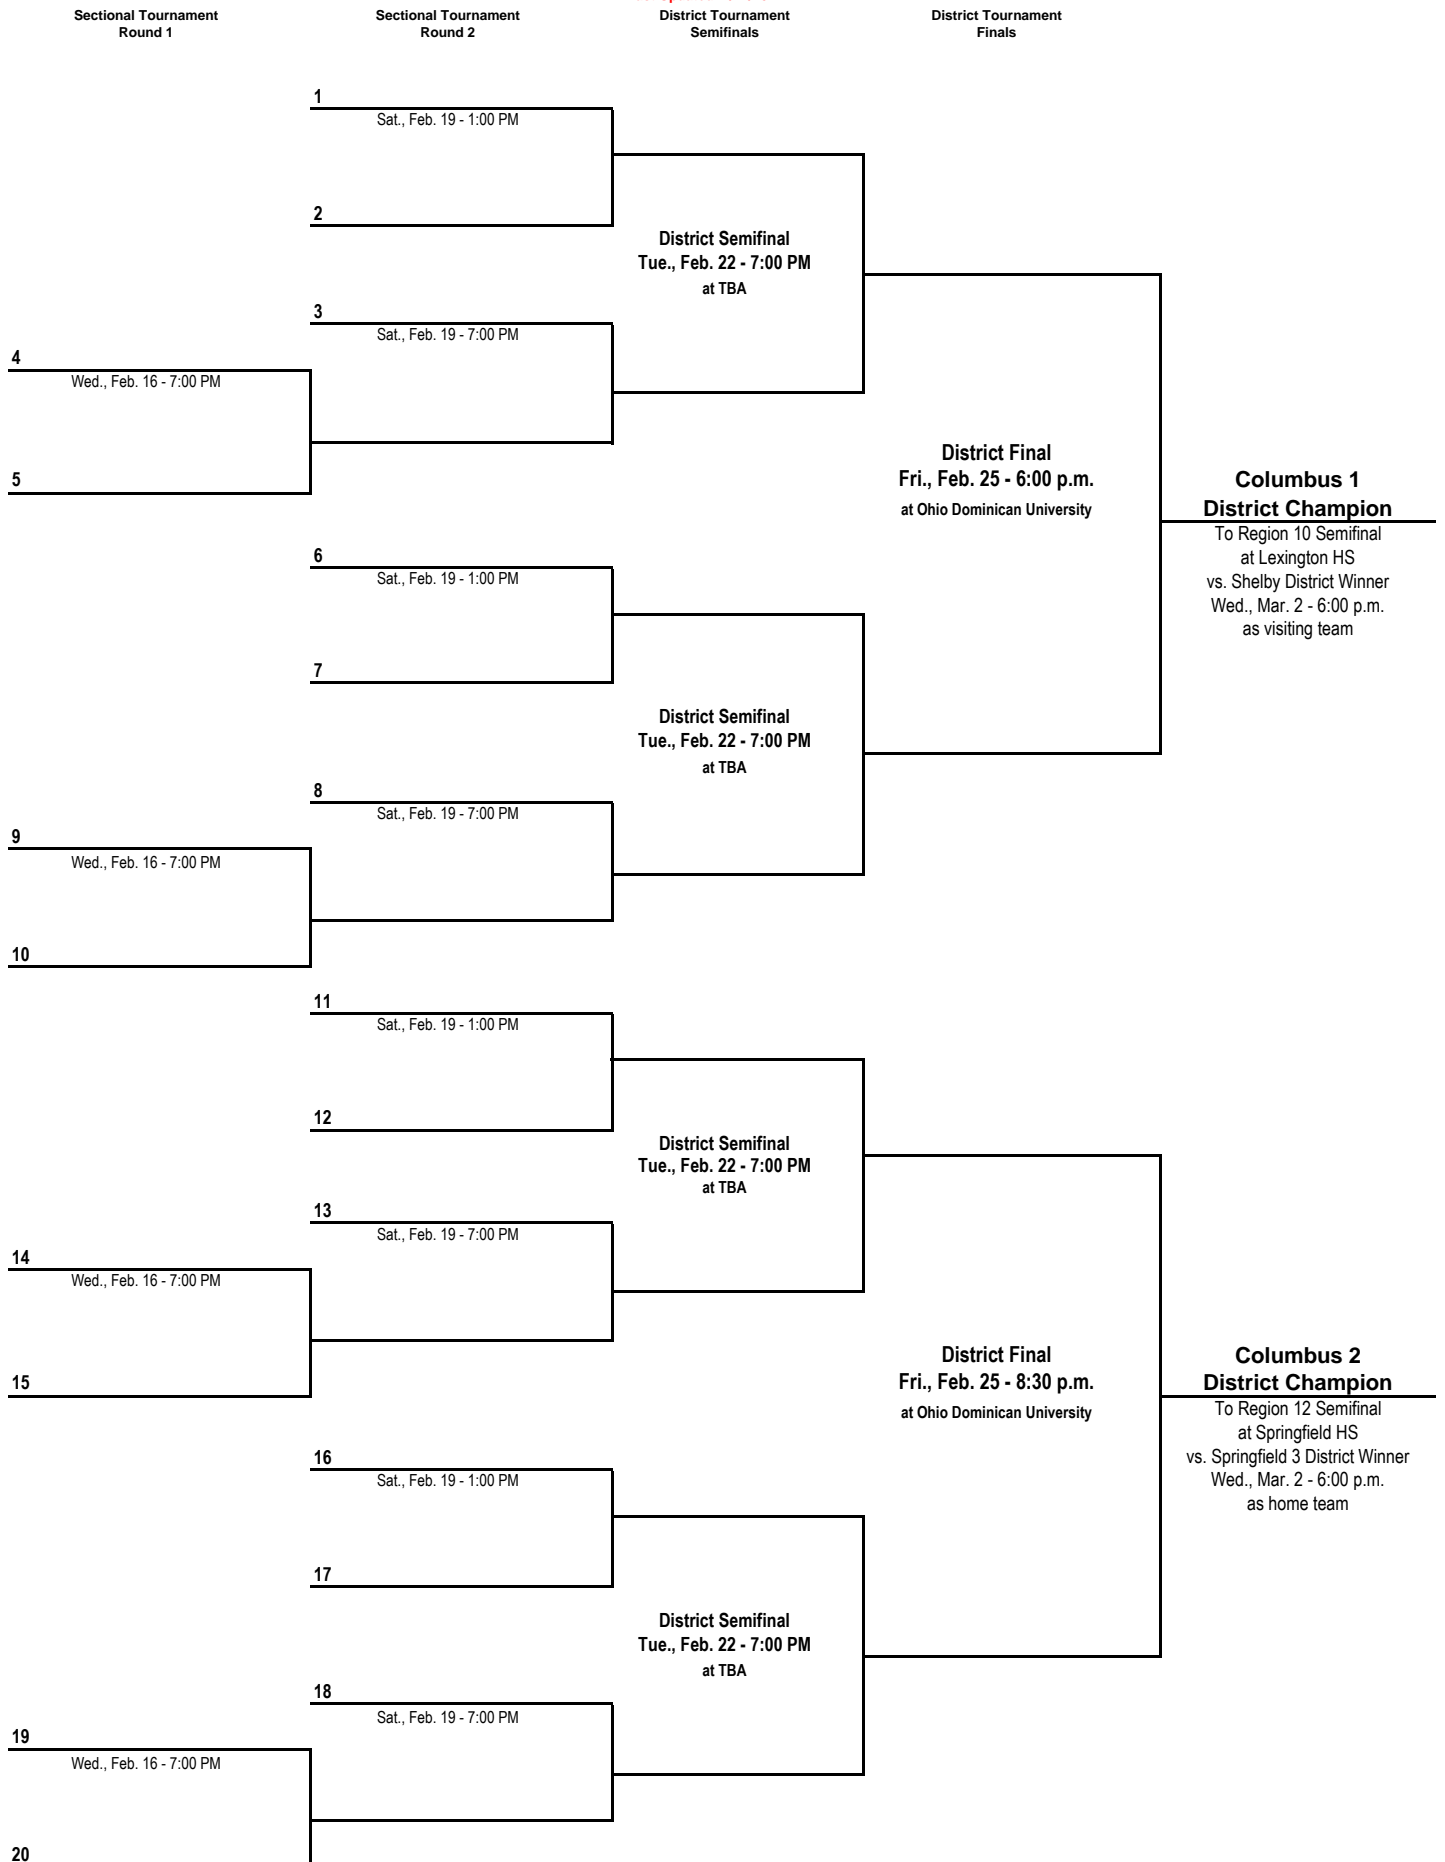 Sectional Tournament
Round 1
Sectional Tournament
Round 2
District Tournament
Semifinals
District Tournament
Finals
1
Sat., Feb. 19 - 1:00 PM
2
District Semifinal
Tue., Feb. 22 - 7:00 PM
at TBA
3
Sat., Feb. 19 - 7:00 PM
4
Wed., Feb. 16 - 7:00 PM
5
District Final
Fri., Feb. 25 - 6:00 p.m.
at Ohio Dominican University
Columbus 1
District Champion
To Region 10 Semifinal
at Lexington HS
vs. Shelby District Winner
Wed., Mar. 2 - 6:00 p.m.
as visiting team
6
Sat., Feb. 19 - 1:00 PM
7
District Semifinal
Tue., Feb. 22 - 7:00 PM
at TBA
8
Sat., Feb. 19 - 7:00 PM
9
Wed., Feb. 16 - 7:00 PM
10
11
Sat., Feb. 19 - 1:00 PM
12
District Semifinal
Tue., Feb. 22 - 7:00 PM
at TBA
13
Sat., Feb. 19 - 7:00 PM
14
Wed., Feb. 16 - 7:00 PM
15
District Final
Fri., Feb. 25 - 8:30 p.m.
at Ohio Dominican University
Columbus 2
District Champion
To Region 12 Semifinal
at Springfield HS
vs. Springfield 3 District Winner
Wed., Mar. 2 - 6:00 p.m.
as home team
16
Sat., Feb. 19 - 1:00 PM
17
District Semifinal
Tue., Feb. 22 - 7:00 PM
at TBA
18
Sat., Feb. 19 - 7:00 PM
19
Wed., Feb. 16 - 7:00 PM
20